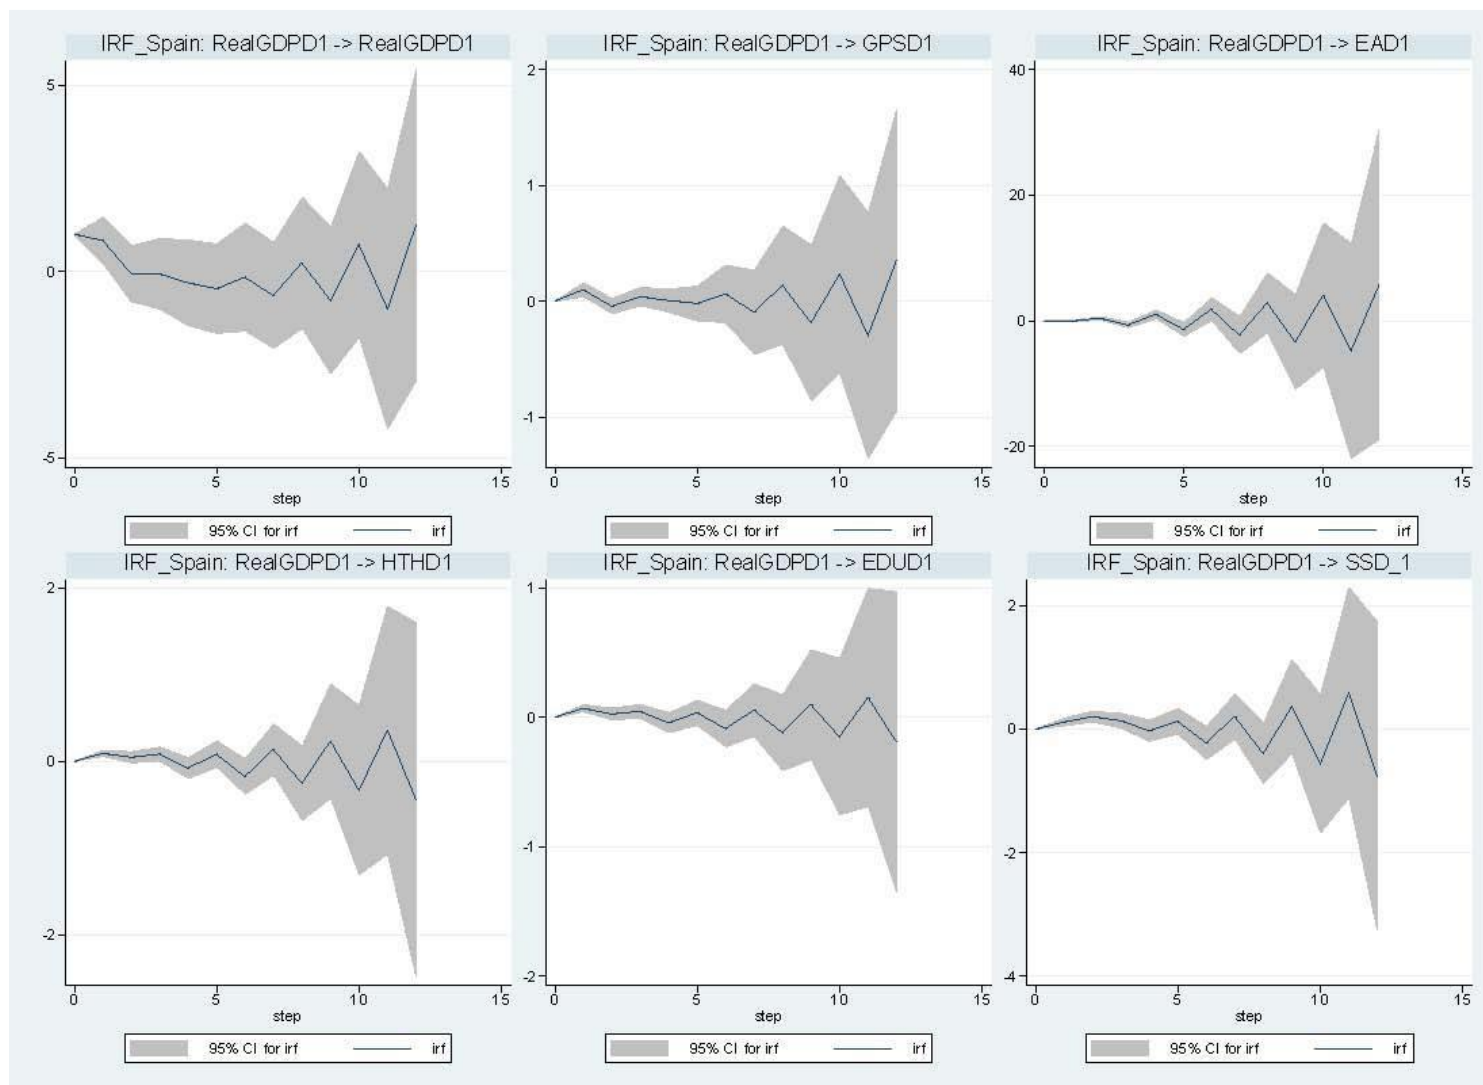 IRF_Spain: RealGDPD1 -> RealGDPD1
5
0
-5
0 5 10 15
step
95% CI for irf irf
IRF_Spain: RealGDPD1 -> GPSD1
2
1
0
-1
0 5 10 15
step
95% CI for irf irf
IRF_Spain: RealGDPD1 -> EAD1
40
20
0
-20
0 5 10 15
step
95% CI for irf irf
IRF_Spain: RealGDPD1 -> HTHD1
2
0
-2
0 5 10 15
step
95% CI for irf irf
IRF_Spain: RealGDPD1 -> EDUD1
1
0
-1
-2
0 5 10 15
step
95% CI for irf irf
IRF_Spain: RealGDPD1 -> SSD_1
2
0
-2
-4
0 5 10 15
step
95% CI for irf irf